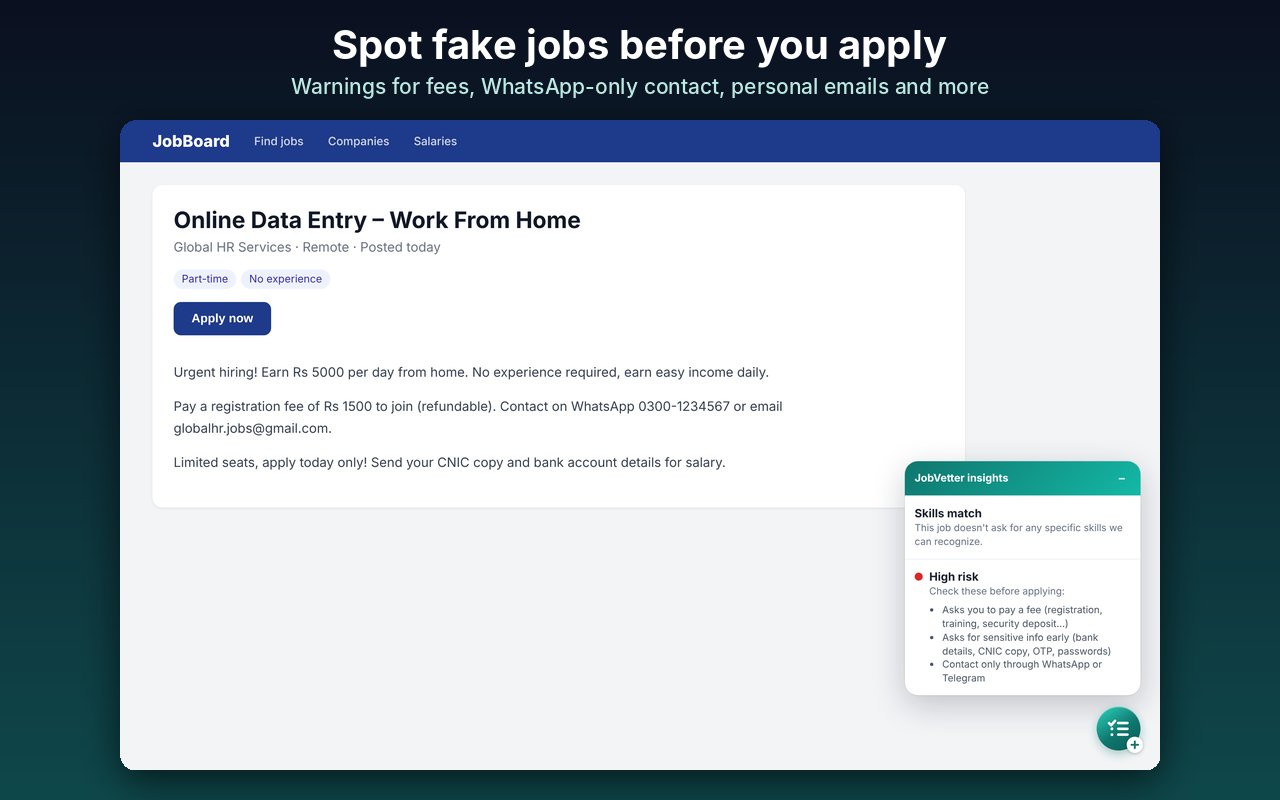 Spot fake jobs before you apply
Warnings for fees, WhatsApp-only contact, personal emails and more
JobBoard Find jobs Companies Salaries
Online Data Entry – Work From Home
Global HR Services · Remote · Posted today
Part-time No experience
Apply now
Urgent hiring! Earn Rs 5000 per day from home. No experience required, earn easy income daily.
Pay a registration fee of Rs 1500 to join (refundable). Contact on WhatsApp 0300-1234567 or email
globalhr.jobs@gmail.com.
Limited seats, apply today only! Send your CNIC copy and bank account details for salary.
JobVetter insights –
Skills match
This job doesn't ask for any specific skills we
can recognize.
High risk
Check these before applying:
• Asks you to pay a fee (registration,
training, security deposit...)
• Asks for sensitive info early (bank
details, CNIC copy, OTP, passwords)
• Contact only through WhatsApp or
Telegram